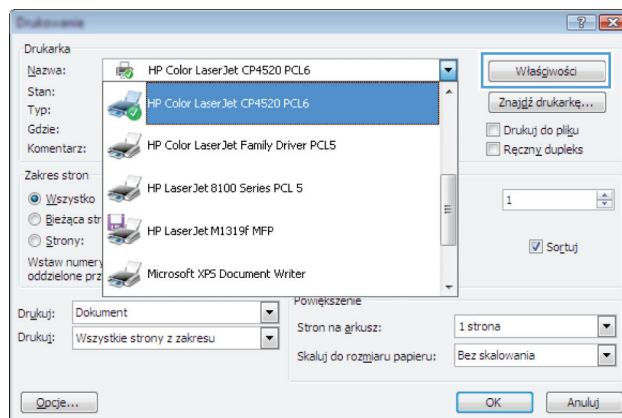 Drukowanie
Drukarka
Nazwa: HP Color LaserJet CP4520 PCL6
Właściwości
Stan:
HP Color LaserJet CP4520 PCL6
Znajdź drukarkę...
Typ:
Gdzie:
Drukuj do pliku
Komentarz:
HP Color LaserJet Family Driver PCL5
Ręczny dupleks
Zakres stron
HP LaserJet 8100 Series PCL 5
Wszystko
1
Bieżąca str
HP LaserJet M1319f MFP
Strony:
Sortuj
Wstaw numery
oddzielone prz
Microsoft XPS Document Writer
Drukuj: Dokument
Powiększenie
Drukuj: Wszystkie strony z zakresu
Stron na arkusz: 1 strona
Skaluj do rozmiaru papieru: Bez skalowania
Opcje...
OK
Anuluj